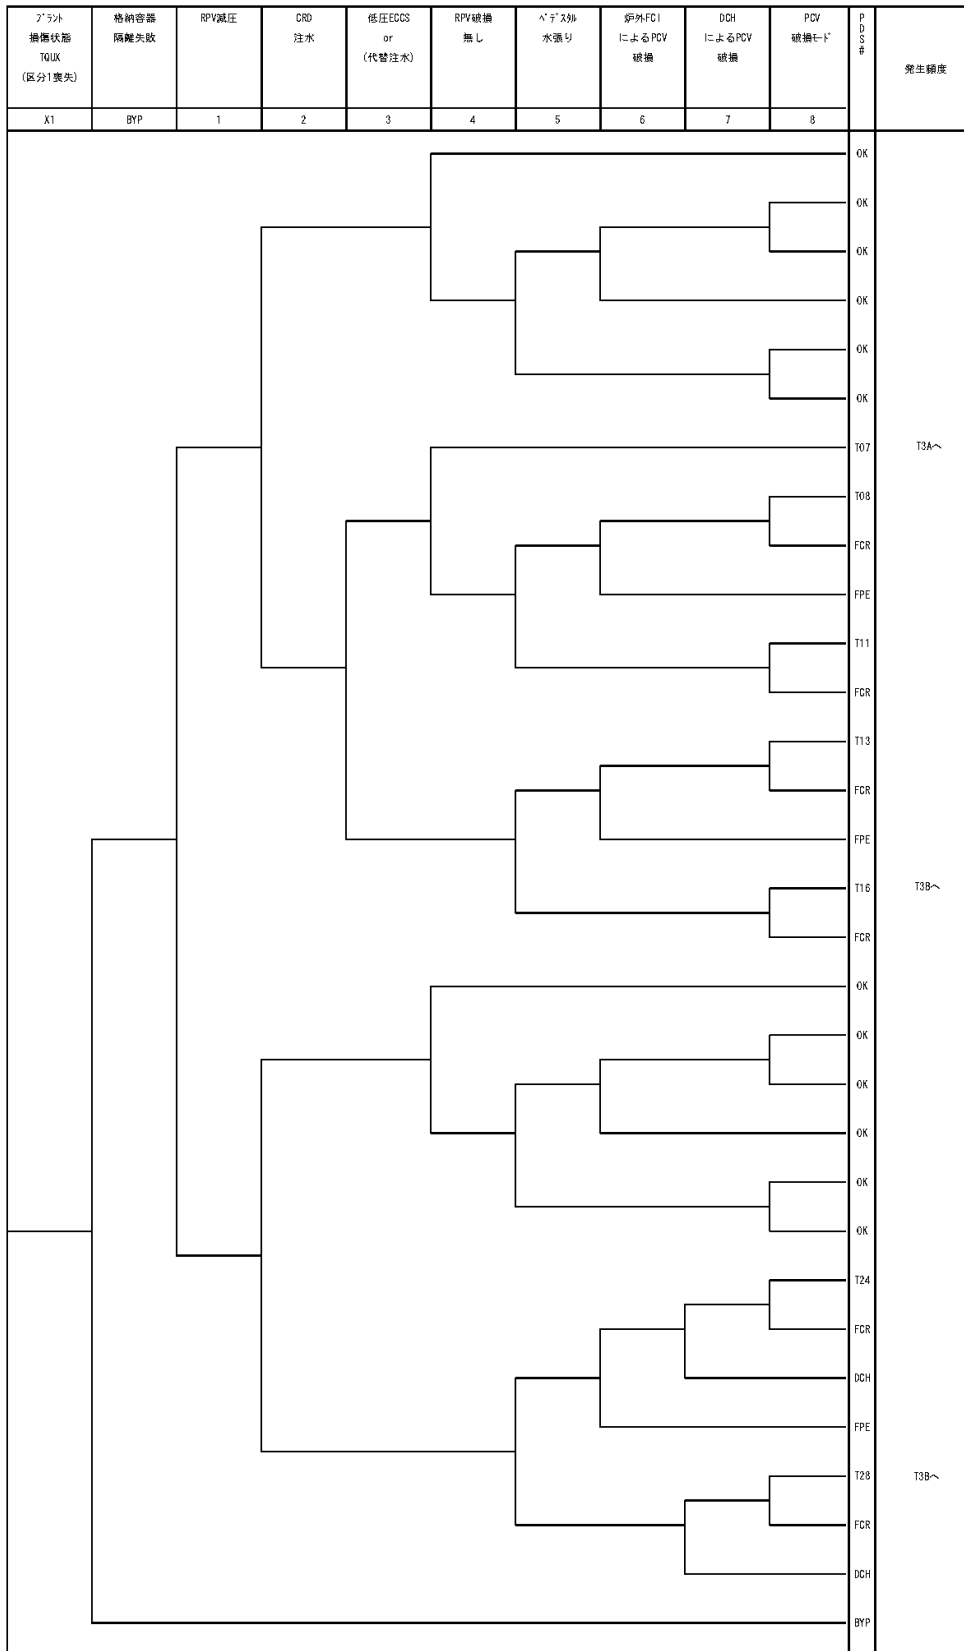 プラント
損傷状態
TQUX
(区分1喪失)
格納容器
隔離失敗
RPV減圧
CRD
注水
低圧ECCS
or
(代替注水)
RPV破損
無し
ペデスタル
水張り
炉外FCI
によるPCV
破損
DCH
によるPCV
破損
PCV
破損モード
PDS#
発生頻度
X1
BYP
1
2
3
4
5
6
7
8
OK
OK
OK
OK
OK
OK
T07 T3Aへ
T08
FCR
FPE
T11
FCR
T13
FCR
FPE
T16 T3Bへ
FCR
OK
OK
OK
OK
OK
OK
T24
FCR
DCH
FPE
T28 T3Bへ
FCR
DCH
BYP